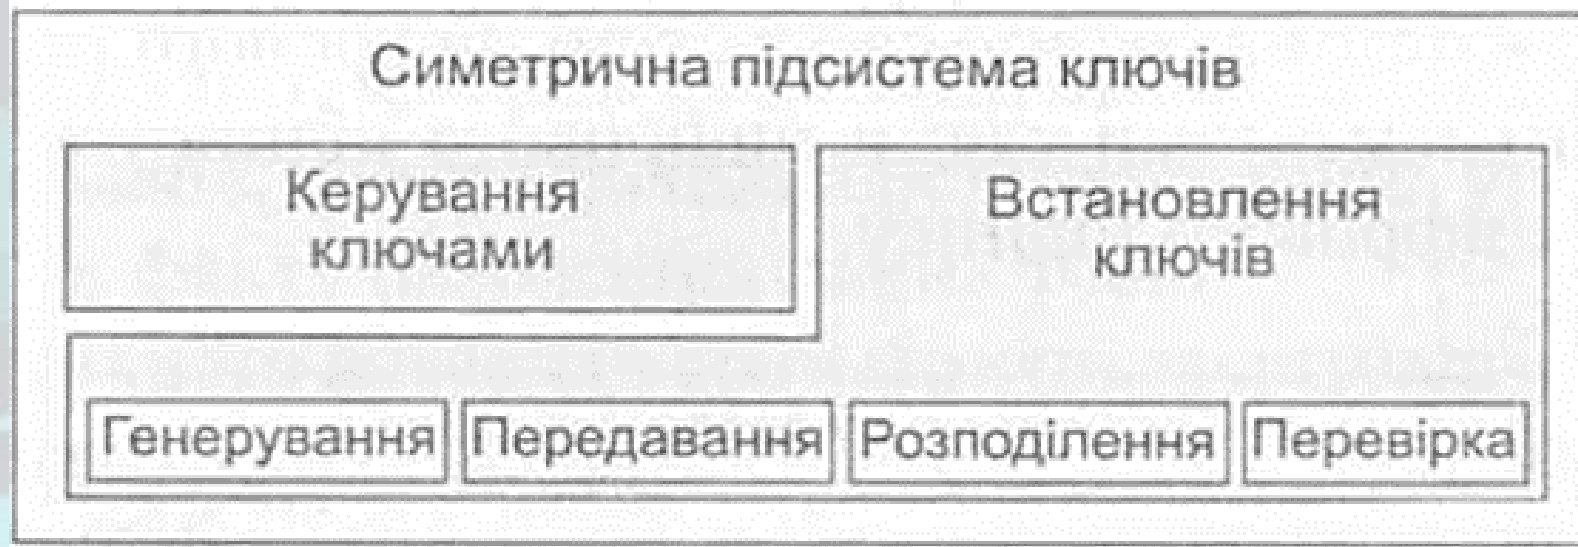 Симетрична підсистема ключів
Керування
ключами
Встановлення
ключів
Генерування Передавання Розподілення Перевірка